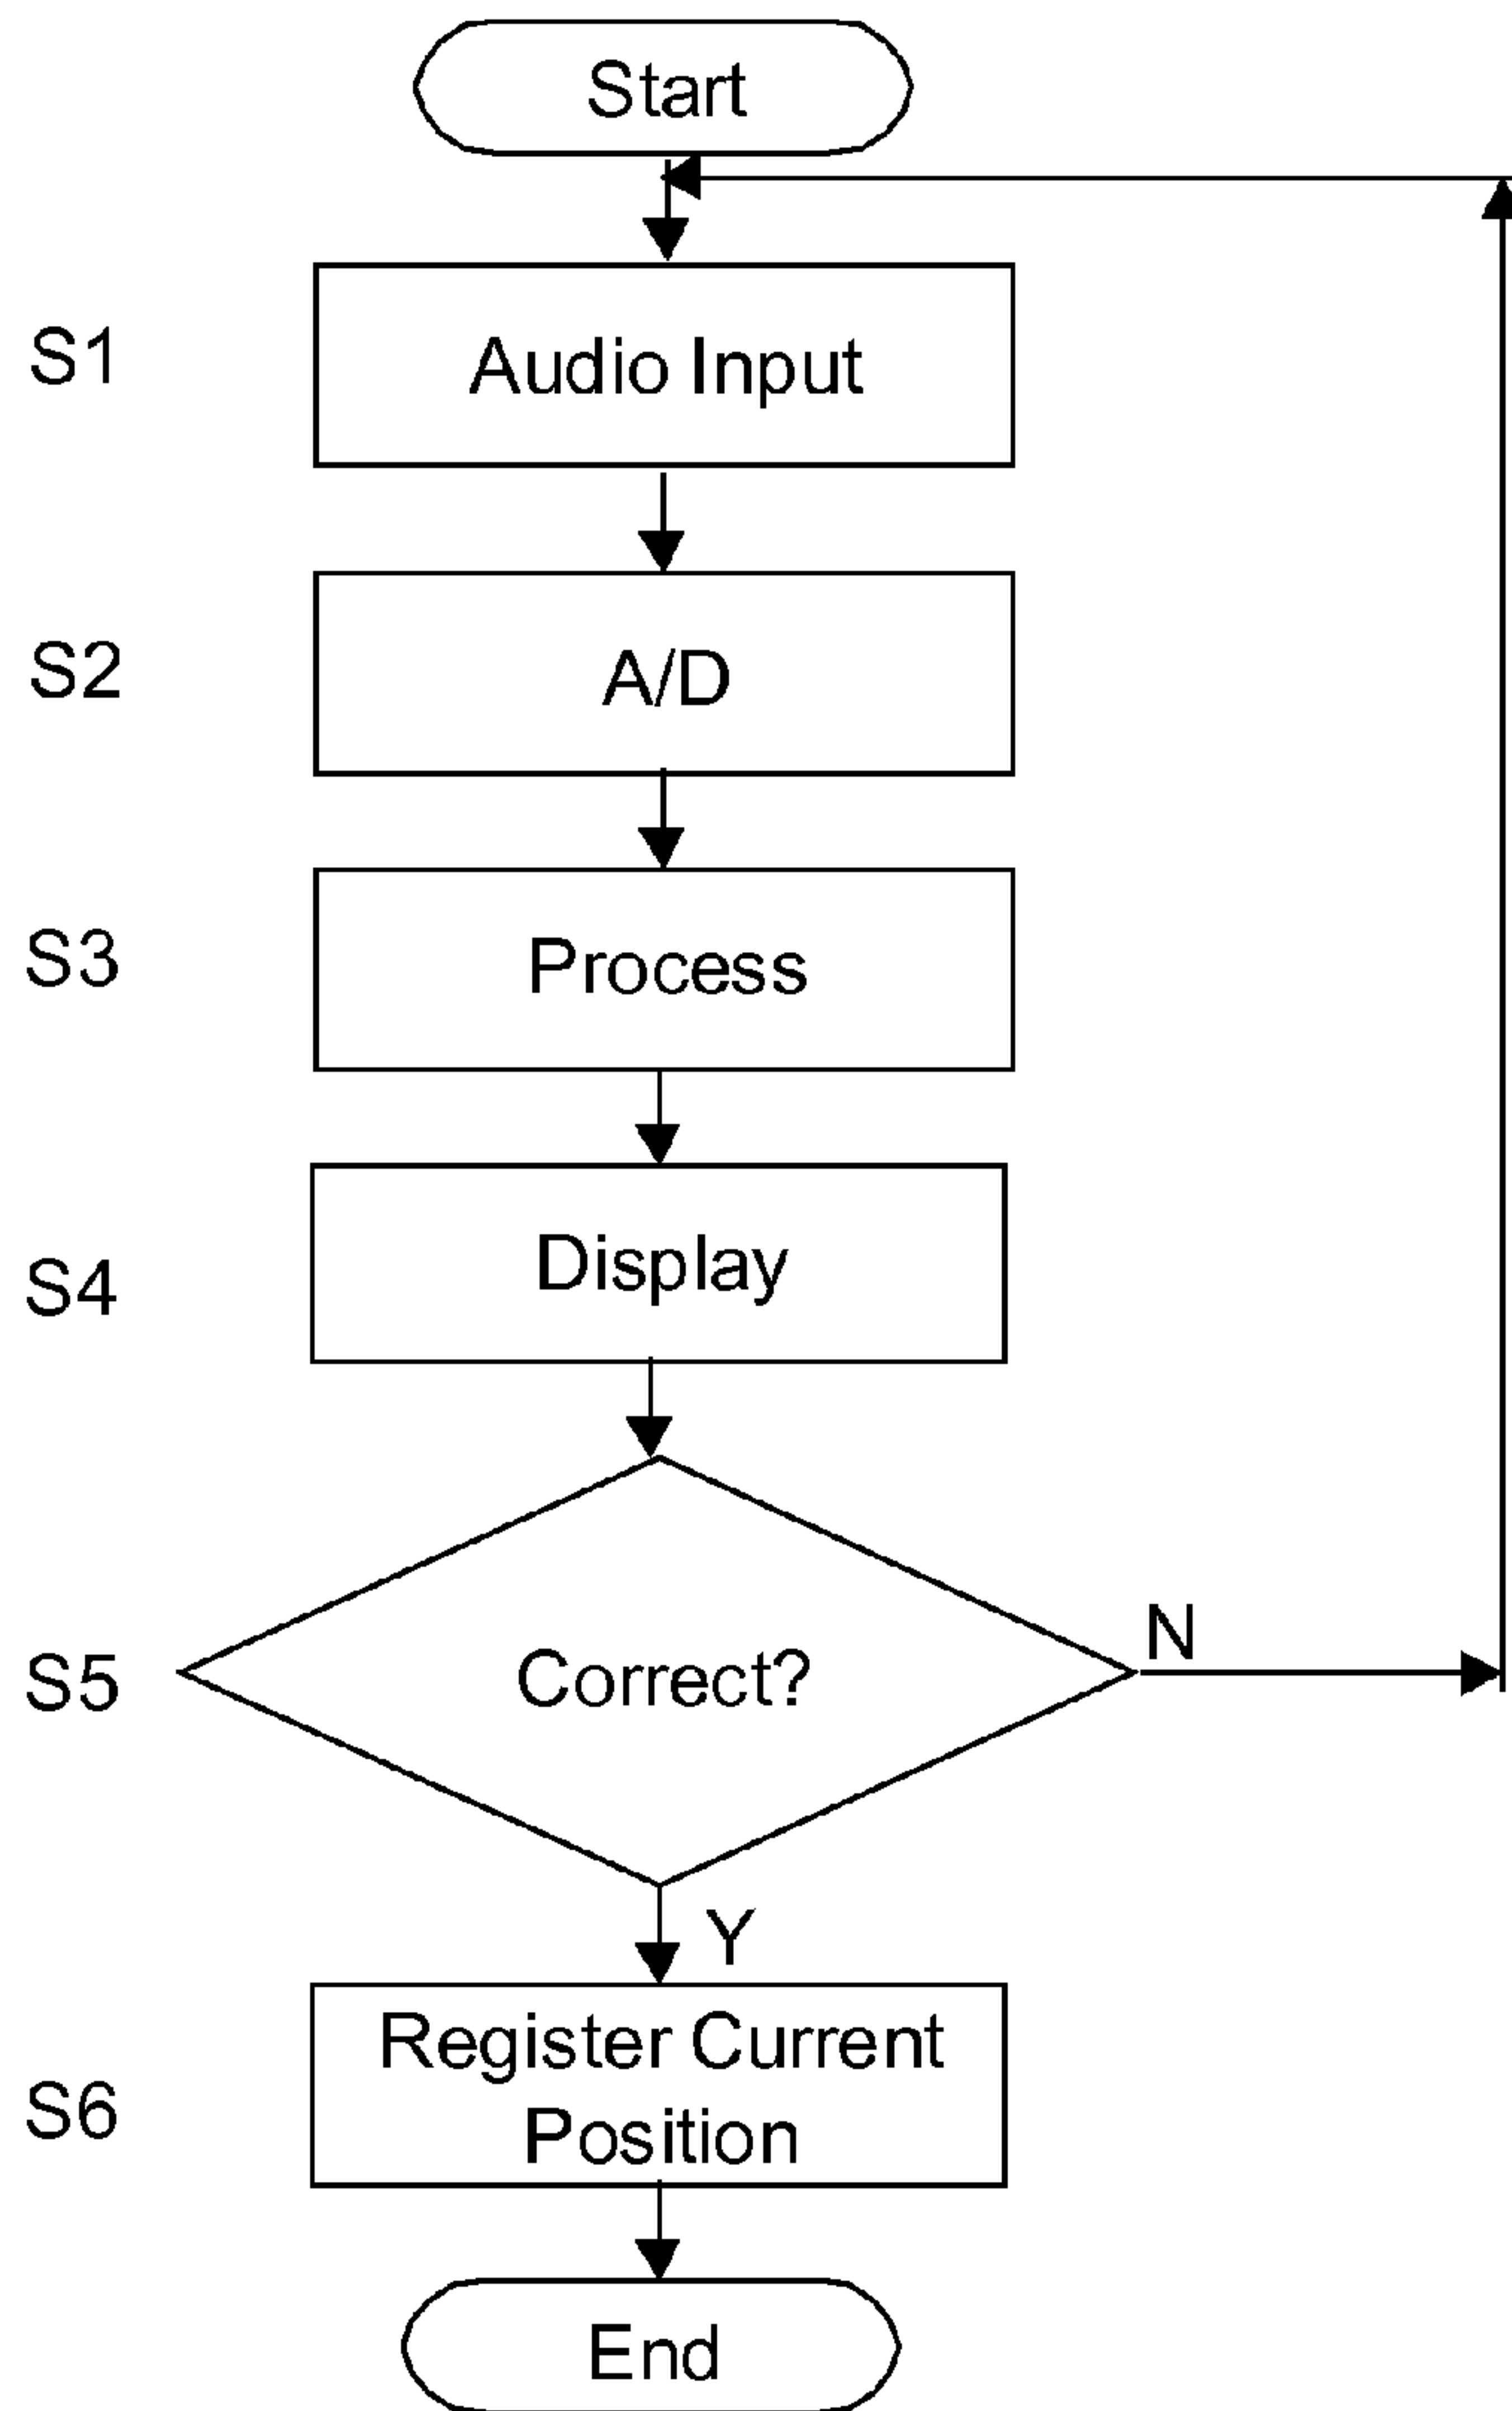 Start
S1
Audio Input
S2
A/D
S3
Process
S4
Display
S5
Correct?
N
Y
S6
Register Current
Position
End